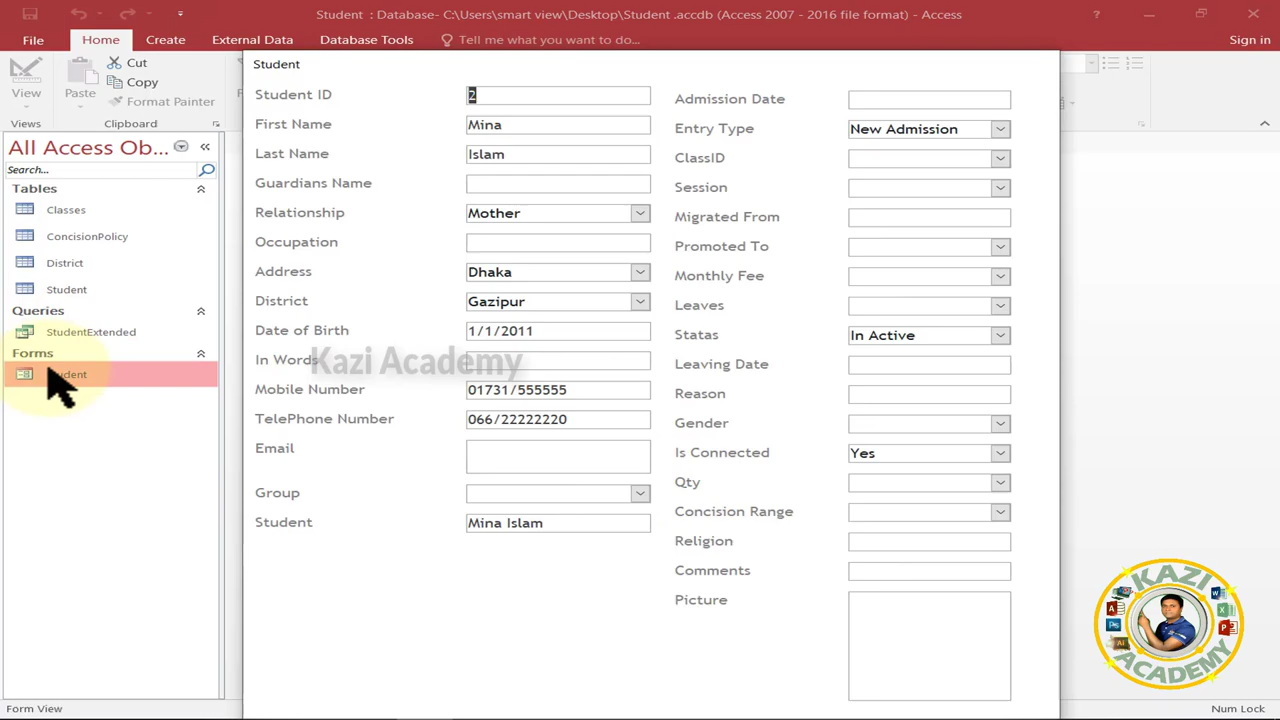 Student : Database- C:\Users\smart view\Desktop\Student .accdb (Access 2007 - 2016 file format) - Access
File
Home
Create
External Data
Database Tools
Tell me what you want to do...
Sign in
View
Paste
Cut
Copy
Format Painter
Views
Clipboard
All Access Ob...
Search...
Tables
Classes
ConcisionPolicy
District
Student
Queries
StudentExtended
Forms
Student
Student ID 2
First Name Mina
Last Name Islam
Guardians Name
Relationship Mother
Occupation
Address Dhaka
District Gazipur
Date of Birth 1/1/2011
In Words
Mobile Number 01731/555555
TelePhone Number 066/22222220
Email
Group
Student Mina Islam
Admission Date
Entry Type New Admission
ClassID
Session
Migrated From
Promoted To
Monthly Fee
Leaves
Statas In Active
Leaving Date
Reason
Gender
Is Connected Yes
Qty
Concision Range
Religion
Comments
Picture
Kazi Academy
KAZI
ACADEMY
Form View
Num Lock